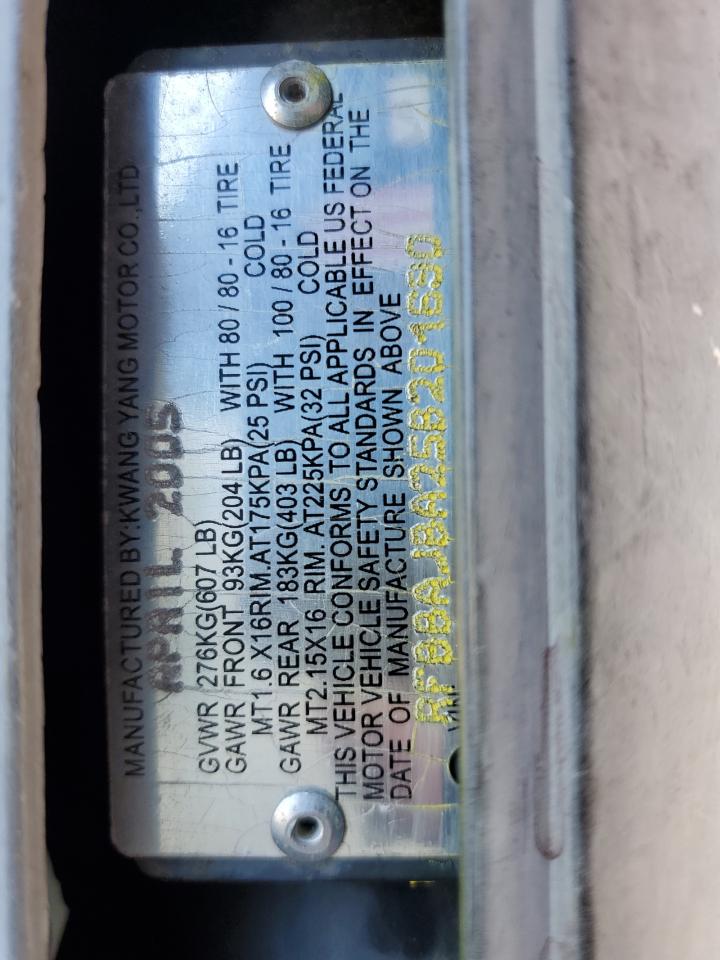 MANUFACTURED BY:KWANG YANG MOTOR CO.,LTD
APRIL 2005
GVWR 276KG(607 LB)
GAWR FRONT 93KG(204 LB) WITH 80 / 80 - 16 TIRE
MT1.6 X16RIM.AT175KPA(25 PSI) COLD
GAWR REAR 183KG(403 LB) WITH 100 / 80 - 16 TIRE
MT2.15X16 RIM. AT225KPA(32 PSI) COLD
THIS VEHICLE CONFORMS TO ALL APPLICABLE US FEDERAL
MOTOR VEHICLE SAFETY STANDARDS IN EFFECT ON THE
DATE OF MANUFACTURE SHOWN ABOVE